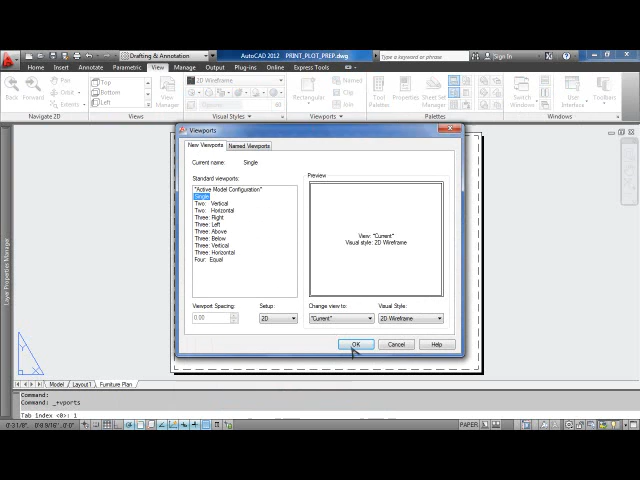 Drafting & Annotation
AutoCAD 2012 PRINT_PLOT_PREP.dwg
Type a keyword or phrase
Sign In
Home Insert Annotate Parametric View Manage Output Plug-ins Online Express Tools
Back
Forward
Pan
Orbit
Extents
Navigate 2D
Top
Bottom
Left
View Manager
Views
2D Wireframe
Visual Styles
Rectangular
Named
Clip
Viewports
Tool Palettes
Properties
Sheet Set Manager
Switch Windows
User Interface
Toolbars
Windows
Layer Properties Manager
Viewports
New Viewports
Named Viewports
Current name: Single
Standard viewports:
*Active Model Configuration*
Single
Two: Vertical
Two: Horizontal
Three: Right
Three: Left
Three: Above
Three: Below
Three: Vertical
Three: Horizontal
Four: Equal
Preview
View: *Current*
Visual style: 2D Wireframe
Viewport Spacing:
0.00
Setup:
2D
Change view to:
*Current*
Visual Style:
2D Wireframe
OK
Cancel
Help
Model
Layout1
Furniture Plan
Command:
Command: _+vports
Tab index <0>: 1
PAPER